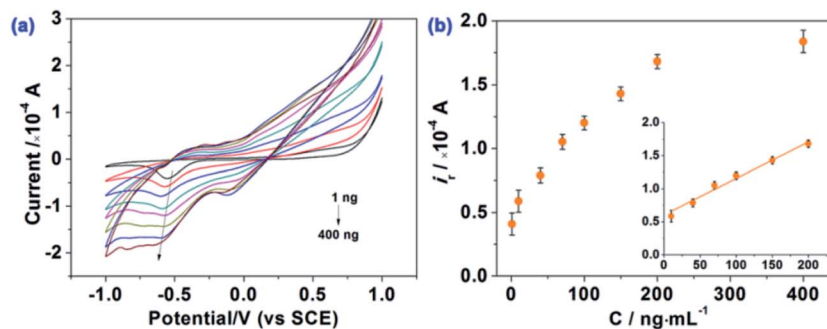 (a)
3
2
1
0
-1
-2
Current /×10⁻⁴ A
-1.0 -0.5 0.0 0.5 1.0
Potential/V (vs SCE)
1 ng
400 ng
(b)
2.0
1.5
1.0
0.5
0.0
iᵣ / ×10⁻⁴ A
0 100 200 300 400
C / ng·mL⁻¹
2.0
1.5
1.0
0.5
0.0
0 50 100 150 200